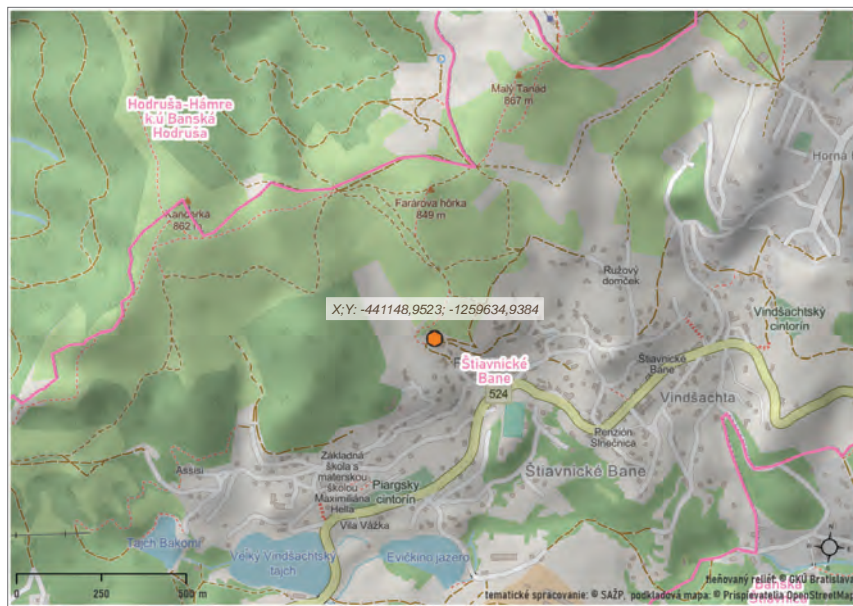 Malý Tanád
867 m
Hodruša-Hámre
k.ú Banská
Hodruša
Horná
Kančerka
862 m
Farárova hôrka
849 m
Ružový
domček
X;Y: -441148,9523; -1259634,9384
Vindšachtský
cintorín
Štiavnické
Bane
Štiavnické
Bane
524
Vindšachta
Penzión
Slnečnica
Základná
škola s
materskou
školou
Maximiliána
Hella
Assisi
Štiavnické Bane
Piargsky
cintorín
Vila Vážka
Tajch Bakomi
Veľký Vindšachtský
tajch
Evičkino jazero
N
0 250 500 m
Banská
Štiavnica
tieňovaný reliéf: © GKÚ Bratislava
tematické spracovanie: © SAŽP, podkladová mapa: © Prispievatelia OpenStreetMap